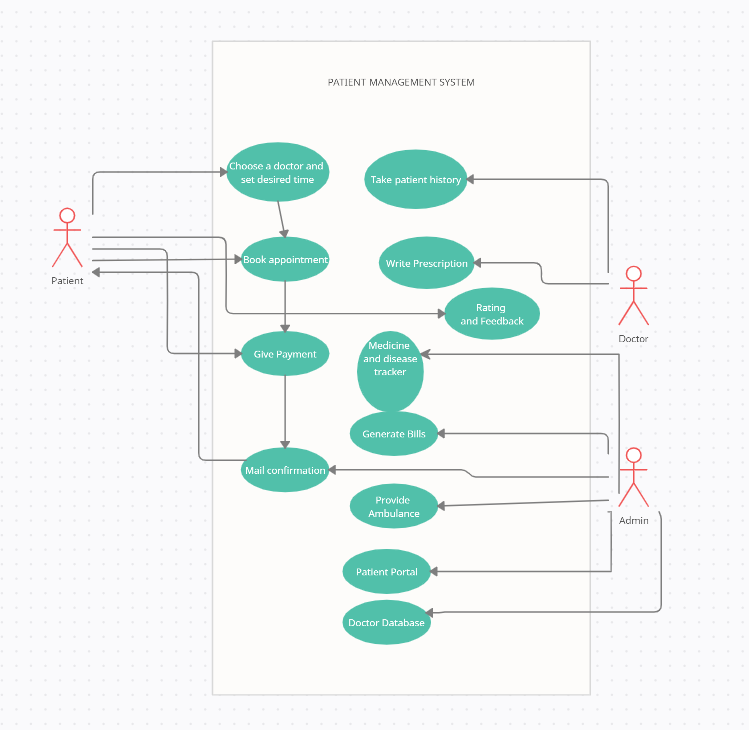 PATIENT MANAGEMENT SYSTEM
Choose a doctor and
set desired time
Take patient history
Patient
Book appointment
Write Prescription
Rating
and Feedback
Doctor
Give Payment
Medicine
and disease
tracker
Generate Bills
Mail confirmation
Provide
Ambulance
Admin
Patient Portal
Doctor Database